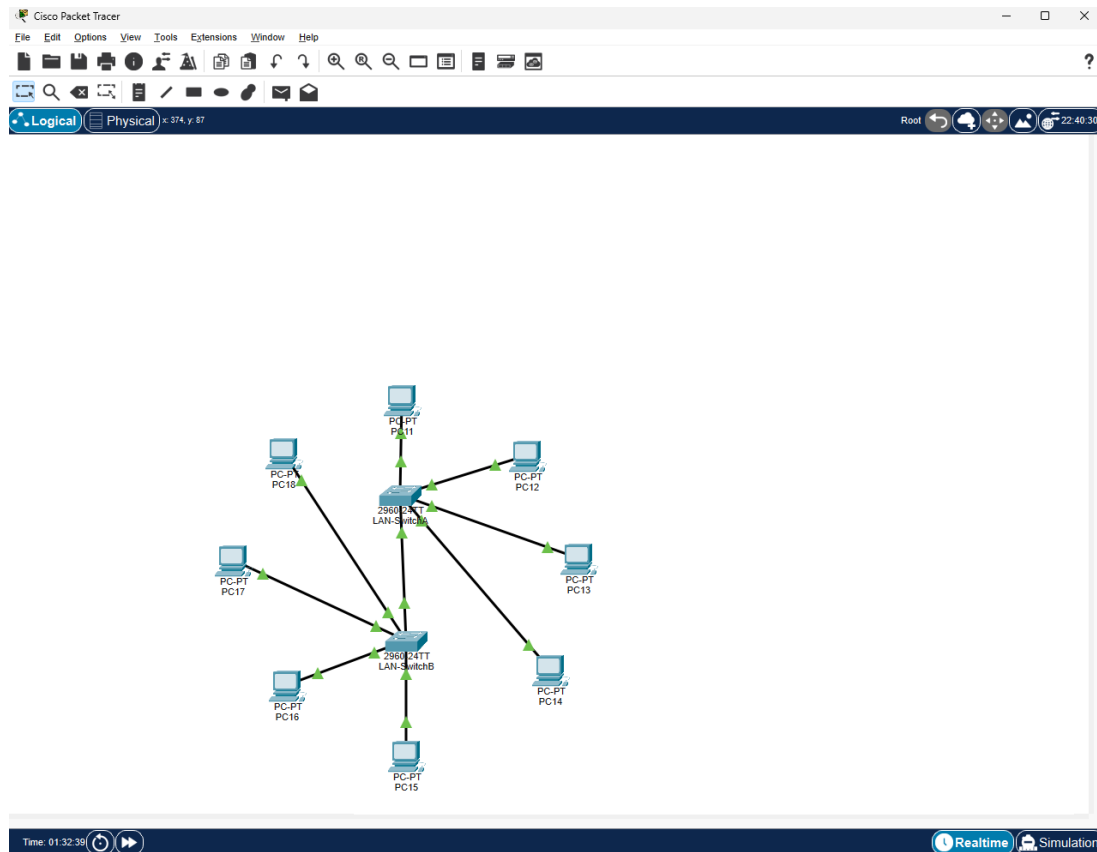 Cisco Packet Tracer
File Edit Options View Tools Extensions Window Help
?
Logical Physical x: 374, y: 87 Root 22:40:30
PC-PT
PC11
PC-PT
PC18
PC-PT
PC12
2960-24TT
LAN-SwitchA
PC-PT
PC13
PC-PT
PC17
2960-24TT
LAN-SwitchB
PC-PT
PC14
PC-PT
PC16
PC-PT
PC15
Time: 01:32:39 Realtime Simulation